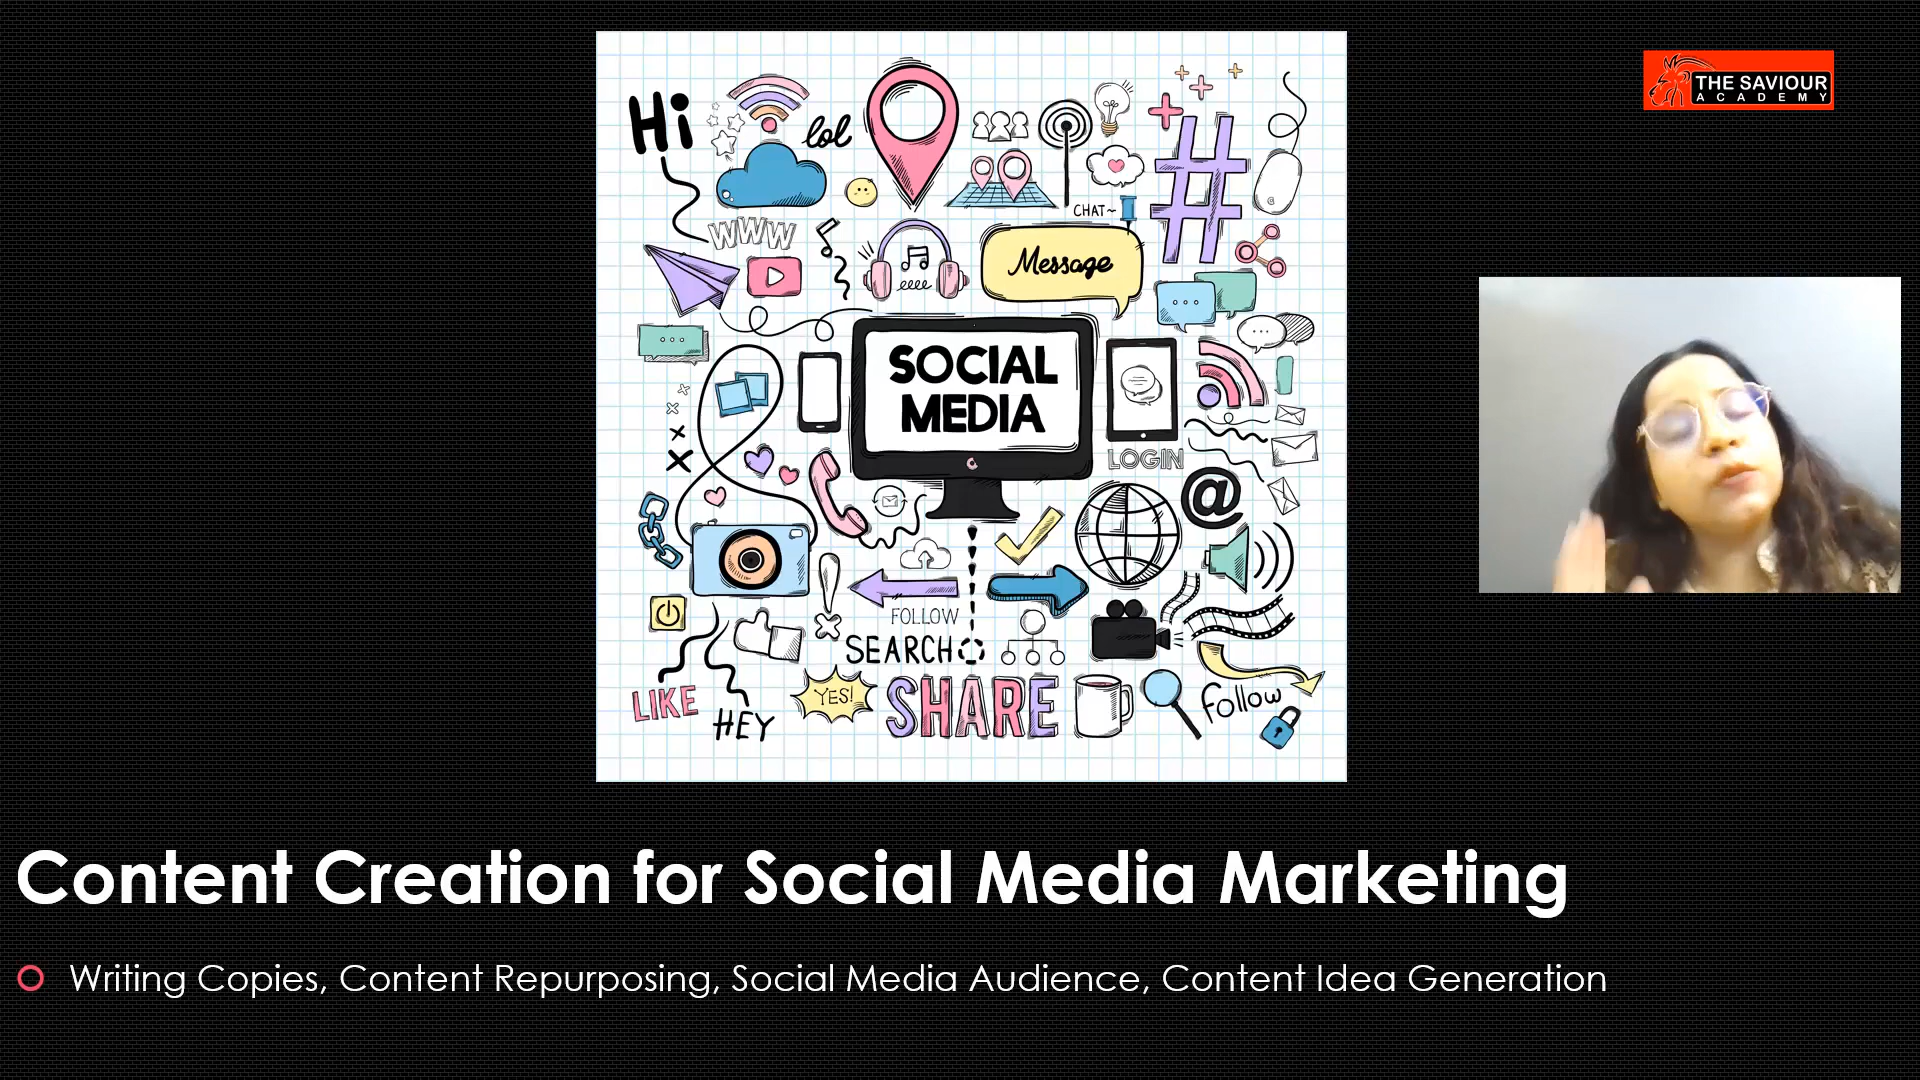 THE SAVIOUR
ACADEMY
Hi
lol
CHAT~
#
WWW
Message
SOCIAL
MEDIA
LOGIN
@
FOLLOW
SEARCH
LIKE
HEY
YES!
SHARE
follow
Content Creation for Social Media Marketing
Writing Copies, Content Repurposing, Social Media Audience, Content Idea Generation